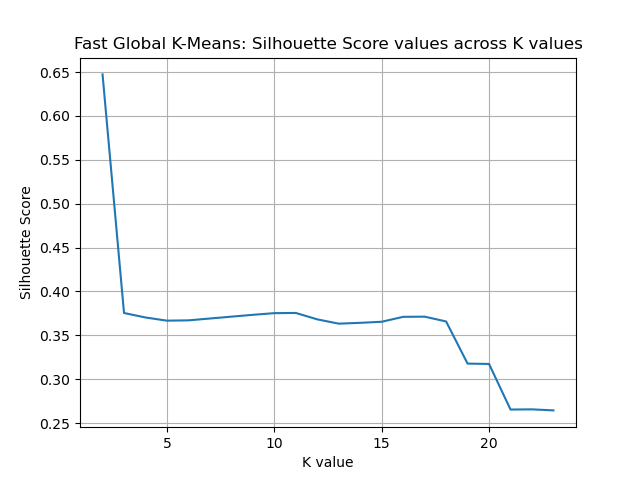 Fast Global K-Means: Silhouette Score values across K values
0.65
0.60
0.55
0.50
0.45
0.40
0.35
0.30
0.25
Silhouette Score
5 10 15 20
K value